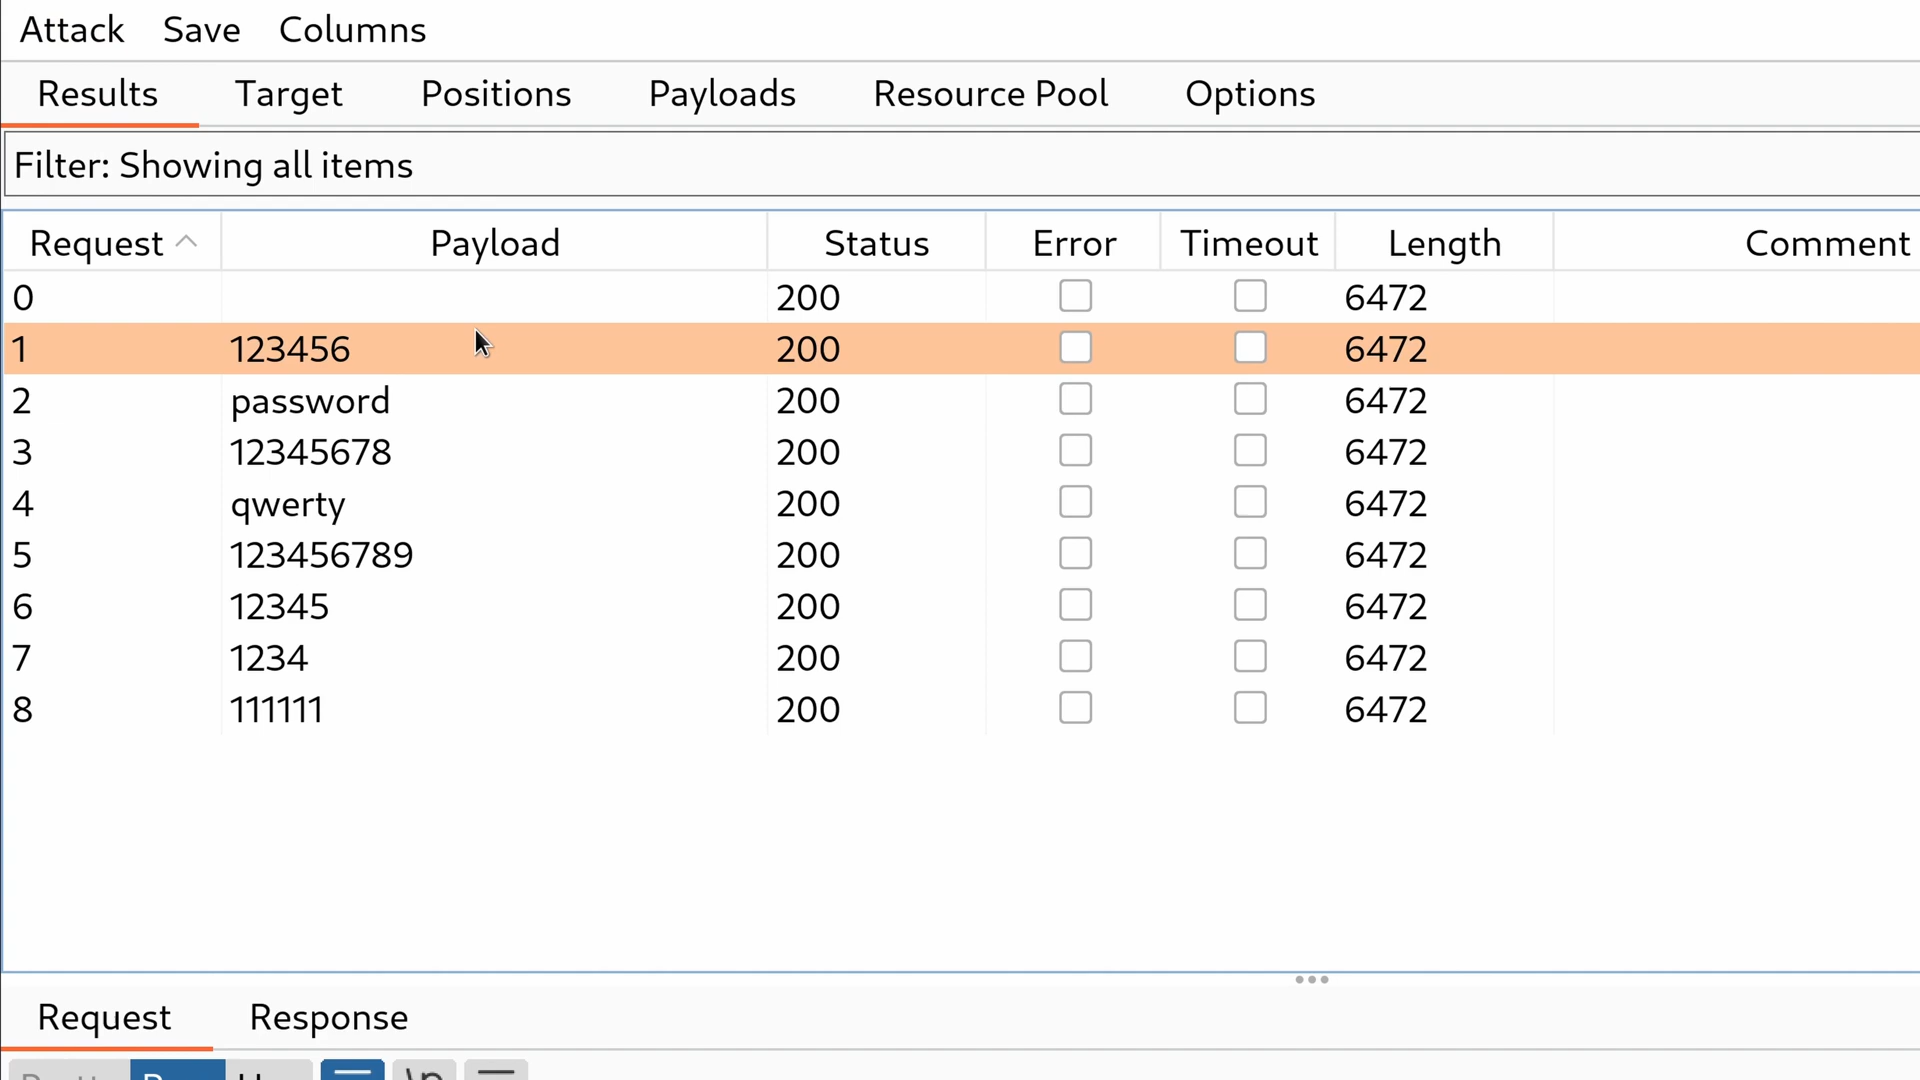 Attack Save Columns
Results Target Positions Payloads Resource Pool Options
Filter: Showing all items
Request Payload Status Error Timeout Length Comment
0 200 6472
1 123456 200 6472
2 password 200 6472
3 12345678 200 6472
4 qwerty 200 6472
5 123456789 200 6472
6 12345 200 6472
7 1234 200 6472
8 111111 200 6472
Request Response